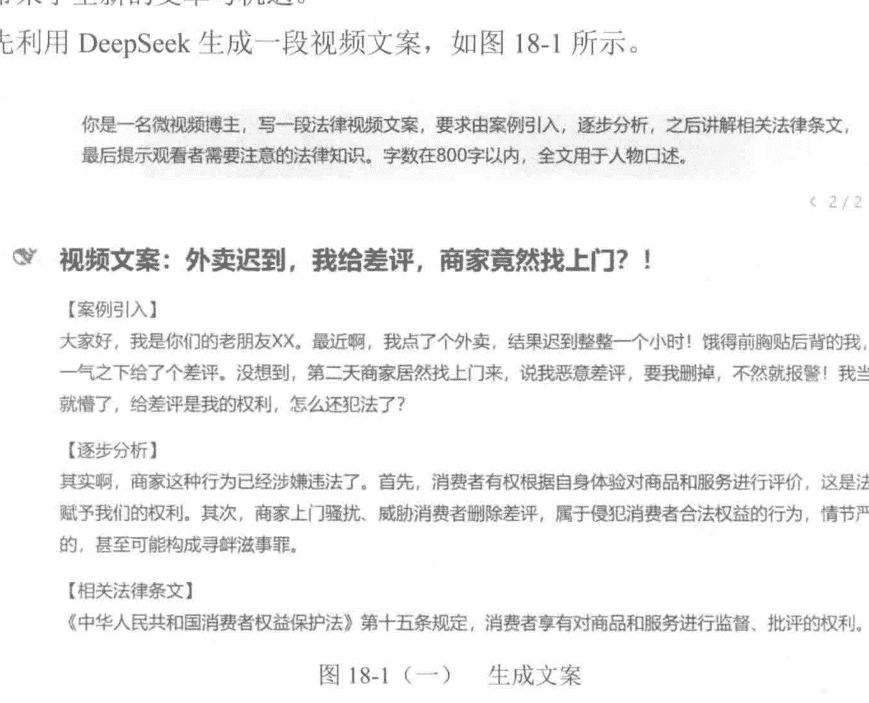 先利用 DeepSeek 生成一段视频文案，如图 18-1 所示。
你是一名微视频博主，写一段法律视频文案，要求由案例引入，逐步分析，之后讲解相关法律条文，
最后提示观看者需要注意的法律知识。字数在800字以内，全文用于人物口述。
< 2/2
视频文案：外卖迟到，我给差评，商家竟然找上门？！
【案例引入】
大家好，我是你们的老朋友XX。最近啊，我点了个外卖，结果迟到整整一个小时！饿得前胸贴后背的我，
一气之下给了个差评。没想到，第二天商家居然找上门来，说我恶意差评，要我删掉，不然就报警！我当
就懵了，给差评是我的权利，怎么还犯法了？
【逐步分析】
其实啊，商家这种行为已经涉嫌违法了。首先，消费者有权根据自身体验对商品和服务进行评价，这是法
赋予我们的权利。其次，商家上门骚扰、威胁消费者删除差评，属于侵犯消费者合法权益的行为，情节严
的，甚至可能构成寻衅滋事罪。
【相关法律条文】
《中华人民共和国消费者权益保护法》第十五条规定，消费者享有对商品和服务进行监督、批评的权利。
图 18-1（一） 生成文案